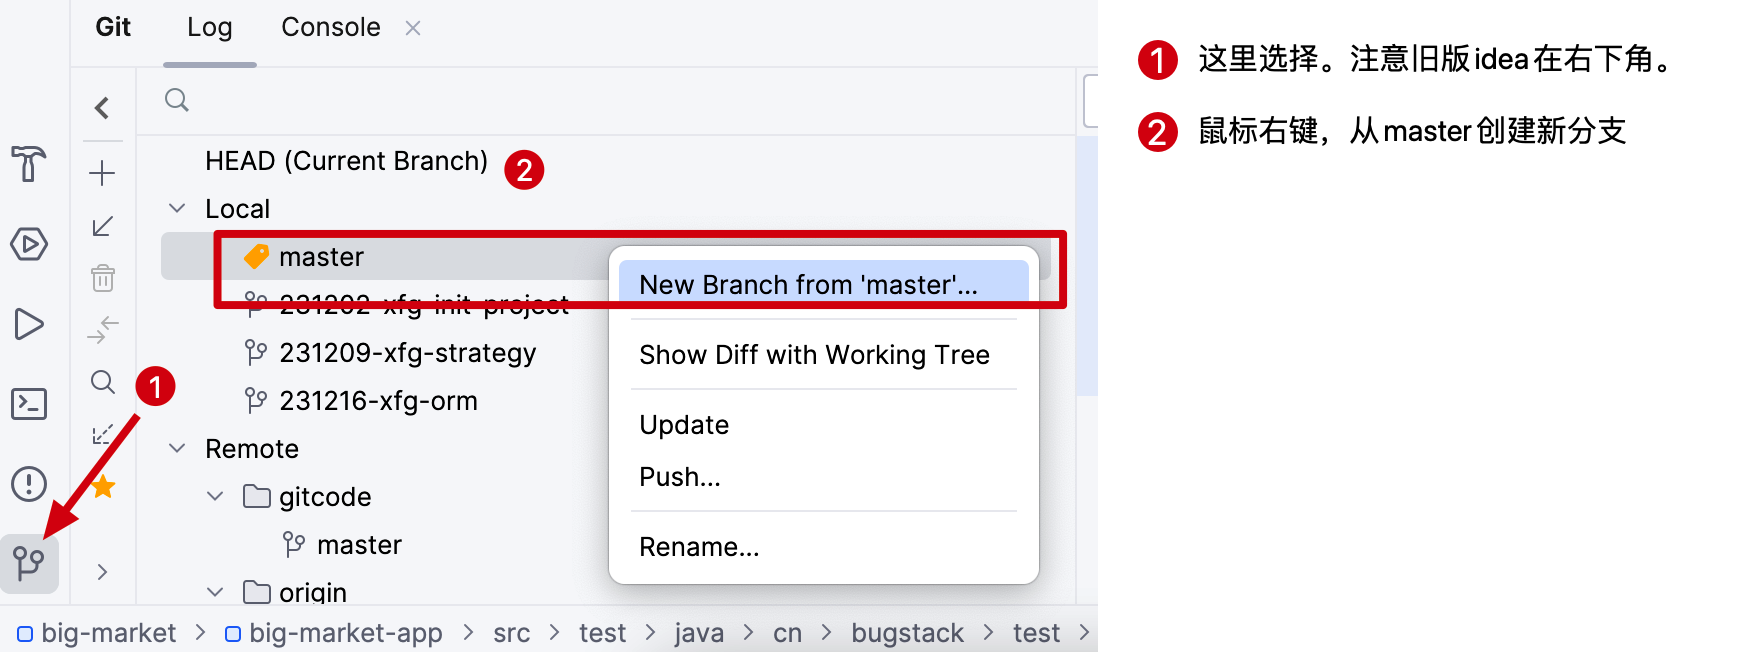 Git Log Console
HEAD (Current Branch)
2
Local
master
New Branch from 'master'...
231202-xfg-init-project
Show Diff with Working Tree
231209-xfg-strategy
1
231216-xfg-orm
Update
Remote
Push...
gitcode
master
Rename...
origin
big-market big-market-app src test java cn bugstack test
1 这里选择。注意旧版idea在右下角。
2 鼠标右键，从master创建新分支